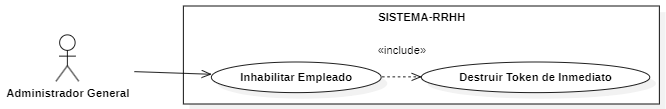 SISTEMA-RRHH
«include»
Inhabilitar Empleado
Destruir Token de Inmediato
Administrador General